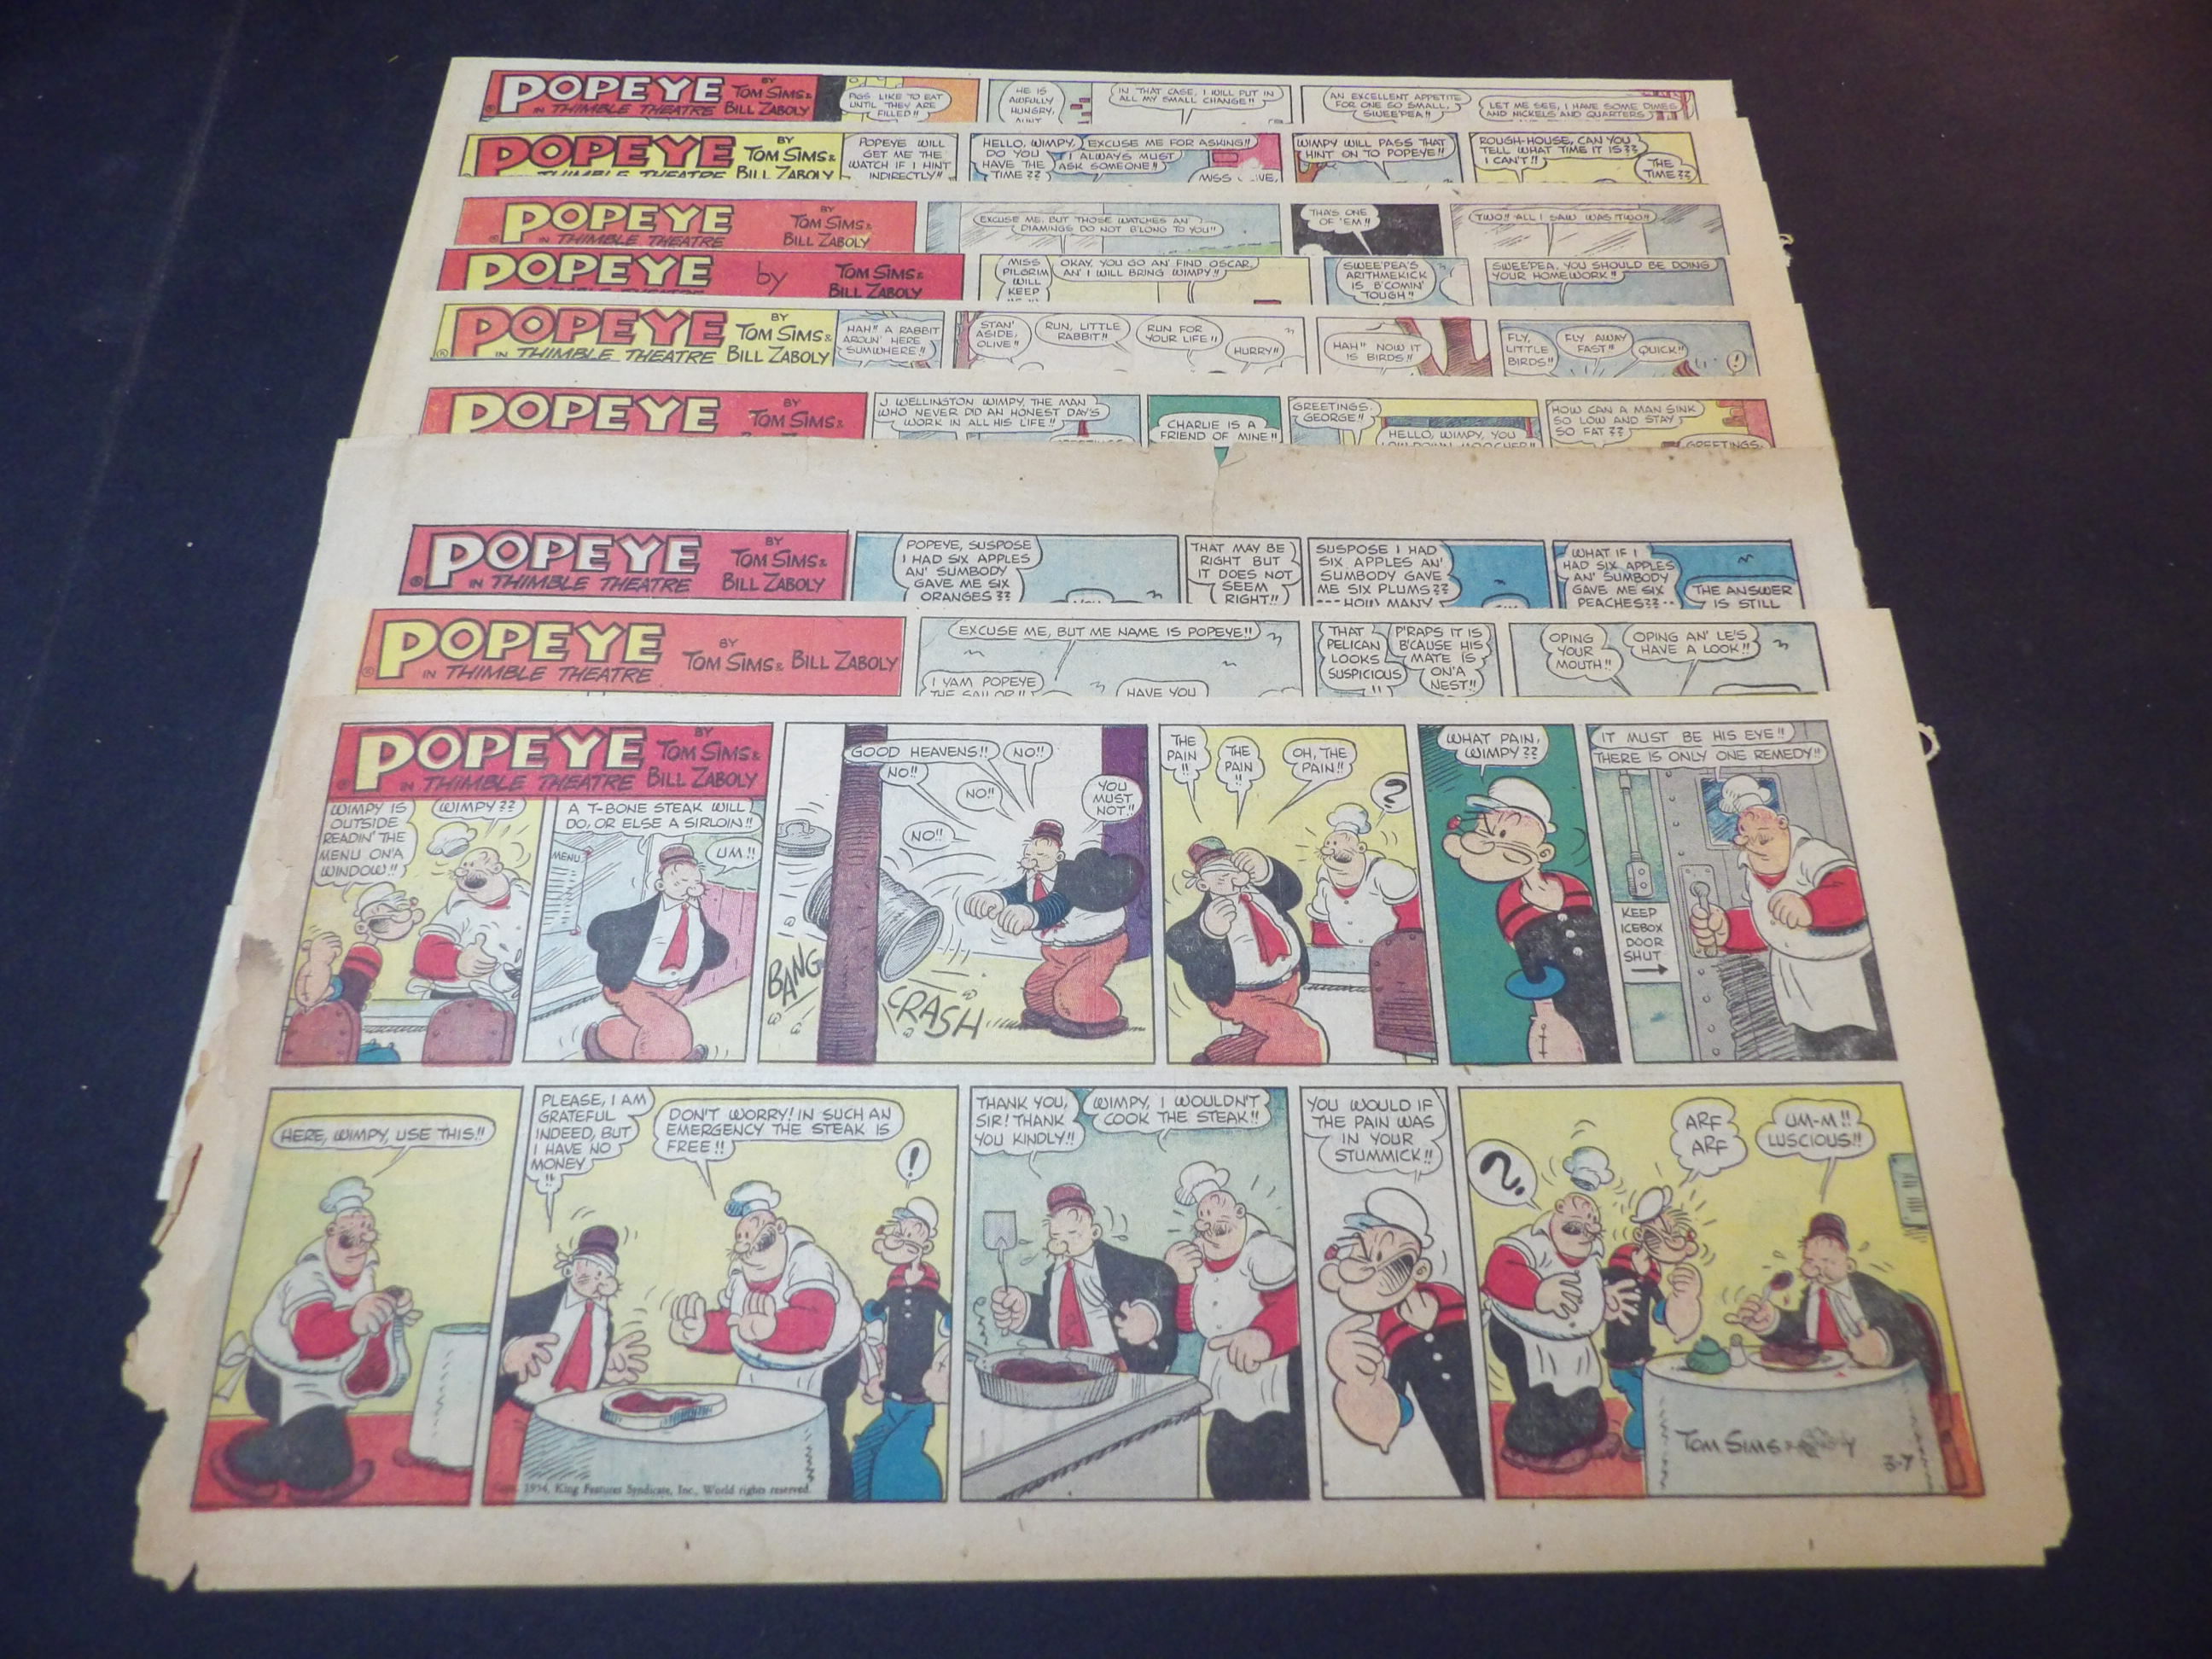 POPEYE
IN THIMBLE THEATRE
BY
TOM SIMS &
BILL ZABOLY
PIGS LIKE TO EAT
UNTIL THEY ARE
FILLED!!
HE IS
AWFULLY
HUNGRY,
AUNT
IN THAT CASE, I WILL PUT IN
ALL MY SMALL CHANGE!!
AN EXCELLENT APPETITE
FOR ONE SO SMALL,
SWEE'PEA!!
LET ME SEE, I HAVE SOME DIMES
AND NICKELS AND QUARTERS
POPEYE
IN THIMBLE THEATRE
BY
TOM SIMS &
BILL ZABOLY
POPEYE WILL
GET ME THE
WATCH IF I HINT
INDIRECTLY!!
HELLO, WIMPY,
DO YOU
HAVE THE
TIME??
EXCUSE ME FOR ASKING!!
I ALWAYS MUST
ASK SOMEONE!!
MISS
WIMPY WILL PASS THAT
HINT ON TO POPEYE!!
ROUGH-HOUSE, CAN YOU
TELL WHAT TIME IT IS??
I CAN'T!!
THE
TIME??
POPEYE
IN THIMBLE THEATRE
BY
TOM SIMS &
BILL ZABOLY
EXCUSE ME, BUT THOSE WATCHES AN'
DIAMINGS DO NOT B'LONG TO YOU!!
THA'S ONE
OF 'EM!!
TWO!! ALL I SAW WAS TWO!!
POPEYE
by
TOM SIMS &
BILL ZABOLY
MISS
PILGRIM
WILL
KEEP
OKAY, YOU GO AN' FIND OSCAR,
AN' I WILL BRING WIMPY!!
SWEE'PEA'S
ARITHMEKICK
IS B'COMIN'
TOUGH!!
SWEE'PEA, YOU SHOULD BE DOING
YOUR HOMEWORK!!
POPEYE
IN THIMBLE THEATRE
BY
TOM SIMS &
BILL ZABOLY
HAH!! A RABBIT
AROUN' HERE
SUMWHERE!!
STAN'
ASIDE,
OLIVE!!
RUN, LITTLE
RABBIT!!
RUN FOR
YOUR LIFE!!
HURRY!!
HAH!! NOW IT
IS BIRDS!!
FLY,
LITTLE
BIRDS!!
FLY AWAY
FAST!!
QUICK!!
!
POPEYE
BY
TOM SIMS &
J WELLINGTON WIMPY, THE MAN
WHO NEVER DID AN HONEST DAY'S
WORK IN ALL HIS LIFE!!
CHARLIE IS A
FRIEND OF MINE!!
GREETINGS,
GEORGE!!
HELLO, WIMPY, YOU
LOW-DOWN MOOCHER!!
HOW CAN A MAN SINK
SO LOW AND STAY
SO FAT??
GREETINGS,
POPEYE
IN THIMBLE THEATRE
BY
TOM SIMS &
BILL ZABOLY
POPEYE, SUSPOSE
I HAD SIX APPLES
AN' SUMBODY
GAVE ME SIX
ORANGES??
THAT MAY BE
RIGHT BUT
IT DOES NOT
SEEM
RIGHT!!
SUSPOSE I HAD
SIX APPLES AN'
SUMBODY GAVE
ME SIX PLUMS??
---HOW MANY
WHAT IF I
HAD SIX APPLES
AN' SUMBODY
GAVE ME SIX
PEACHES??--
THE ANSWER
IS STILL
POPEYE
IN THIMBLE THEATRE
BY
TOM SIMS & BILL ZABOLY
EXCUSE ME, BUT ME NAME IS POPEYE!!
I YAM POPEYE
THE SAILOR!!
HAVE YOU
THAT
PELICAN
LOOKS
SUSPICIOUS
!!
P'RAPS IT IS
B'CAUSE HIS
MATE IS
ON'A
NEST!!
OPING
YOUR
MOUTH!!
OPING AN' LE'S
HAVE A LOOK!!
POPEYE
IN THIMBLE THEATRE
BY
TOM SIMS &
BILL ZABOLY
WIMPY IS
OUTSIDE
READIN' THE
MENU ON'A
WINDOW!!
WIMPY??
A T-BONE STEAK WILL
DO, OR ELSE A SIRLOIN!!
UM!!
MENU
GOOD HEAVENS!!
NO!!
NO!!
NO!!
NO!!
YOU
MUST
NOT!!
BANG
CRASH
THE
PAIN
!!
THE
PAIN
!!
OH, THE
PAIN!!
?
WHAT PAIN,
WIMPY??
IT MUST BE HIS EYE!!
THERE IS ONLY ONE REMEDY!!
KEEP
ICEBOX
DOOR
SHUT
HERE, WIMPY, USE THIS!!
PLEASE, I AM
GRATEFUL
INDEED, BUT
I HAVE NO
MONEY
!!
DON'T WORRY! IN SUCH AN
EMERGENCY THE STEAK IS
FREE!!
!
Copr. 1954, King Features Syndicate, Inc., World rights reserved.
THANK YOU,
SIR! THANK
YOU KINDLY!!
WIMPY, I WOULDN'T
COOK THE STEAK!!
YOU WOULD IF
THE PAIN WAS
IN YOUR
STUMMICK!!
?
ARF
ARF
UM-M!!
LUSCIOUS!!
TOM SIMS &
3-7